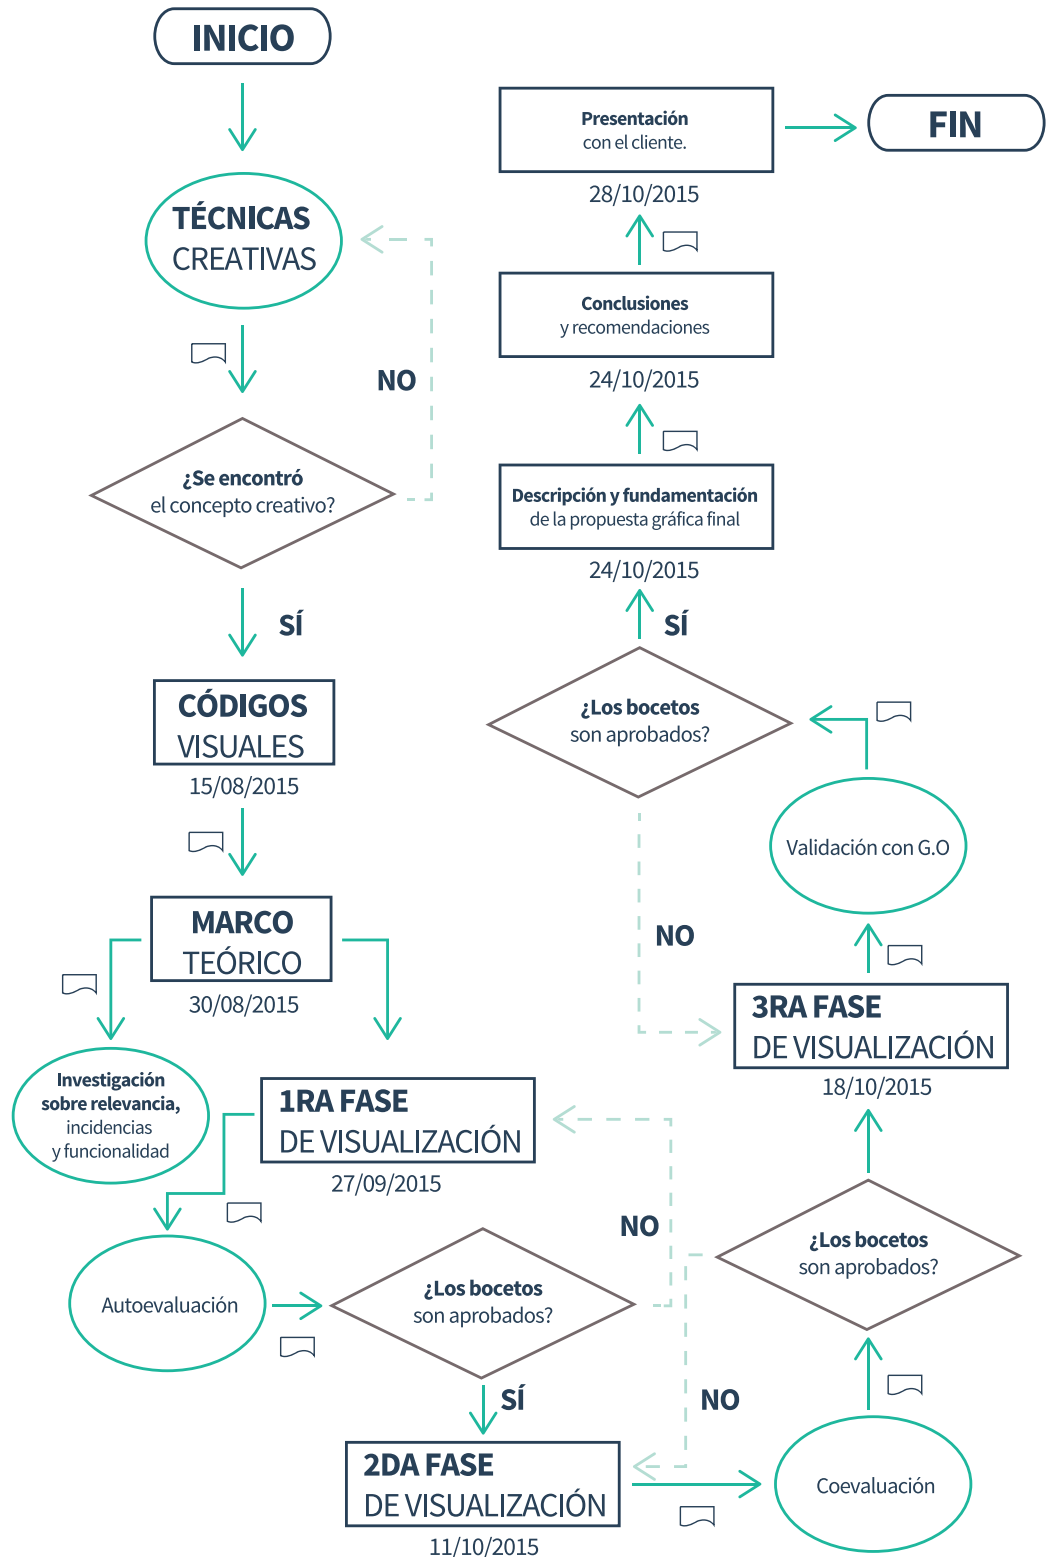 INICIO
TÉCNICAS
CREATIVAS
NO
¿Se encontró
el concepto creativo?
SÍ
CÓDIGOS
VISUALES
15/08/2015
MARCO
TEÓRICO
30/08/2015
Investigación
sobre relevancia,
incidencias
y funcionalidad
1RA FASE
DE VISUALIZACIÓN
27/09/2015
Autoevaluación
¿Los bocetos
son aprobados?
NO
SÍ
2DA FASE
DE VISUALIZACIÓN
11/10/2015
Coevaluación
¿Los bocetos
son aprobados?
NO
3RA FASE
DE VISUALIZACIÓN
18/10/2015
Validación con G.O
¿Los bocetos
son aprobados?
NO
SÍ
Descripción y fundamentación
de la propuesta gráfica final
24/10/2015
Conclusiones
y recomendaciones
24/10/2015
Presentación
con el cliente.
28/10/2015
FIN